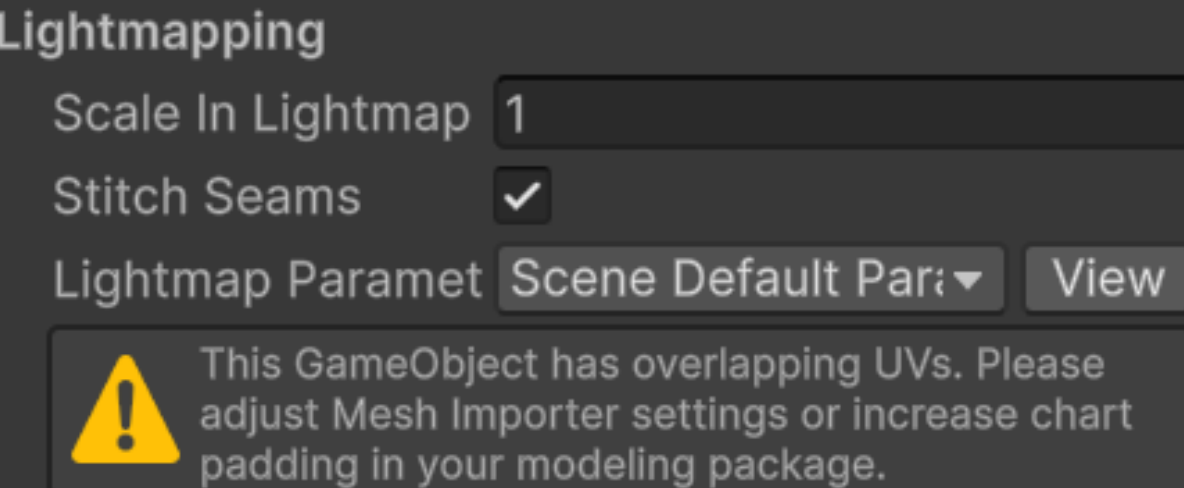 Lightmapping
Scale In Lightmap 1
Stitch Seams
Lightmap Paramet Scene Default Para View
This GameObject has overlapping UVs. Please
adjust Mesh Importer settings or increase chart
padding in your modeling package.